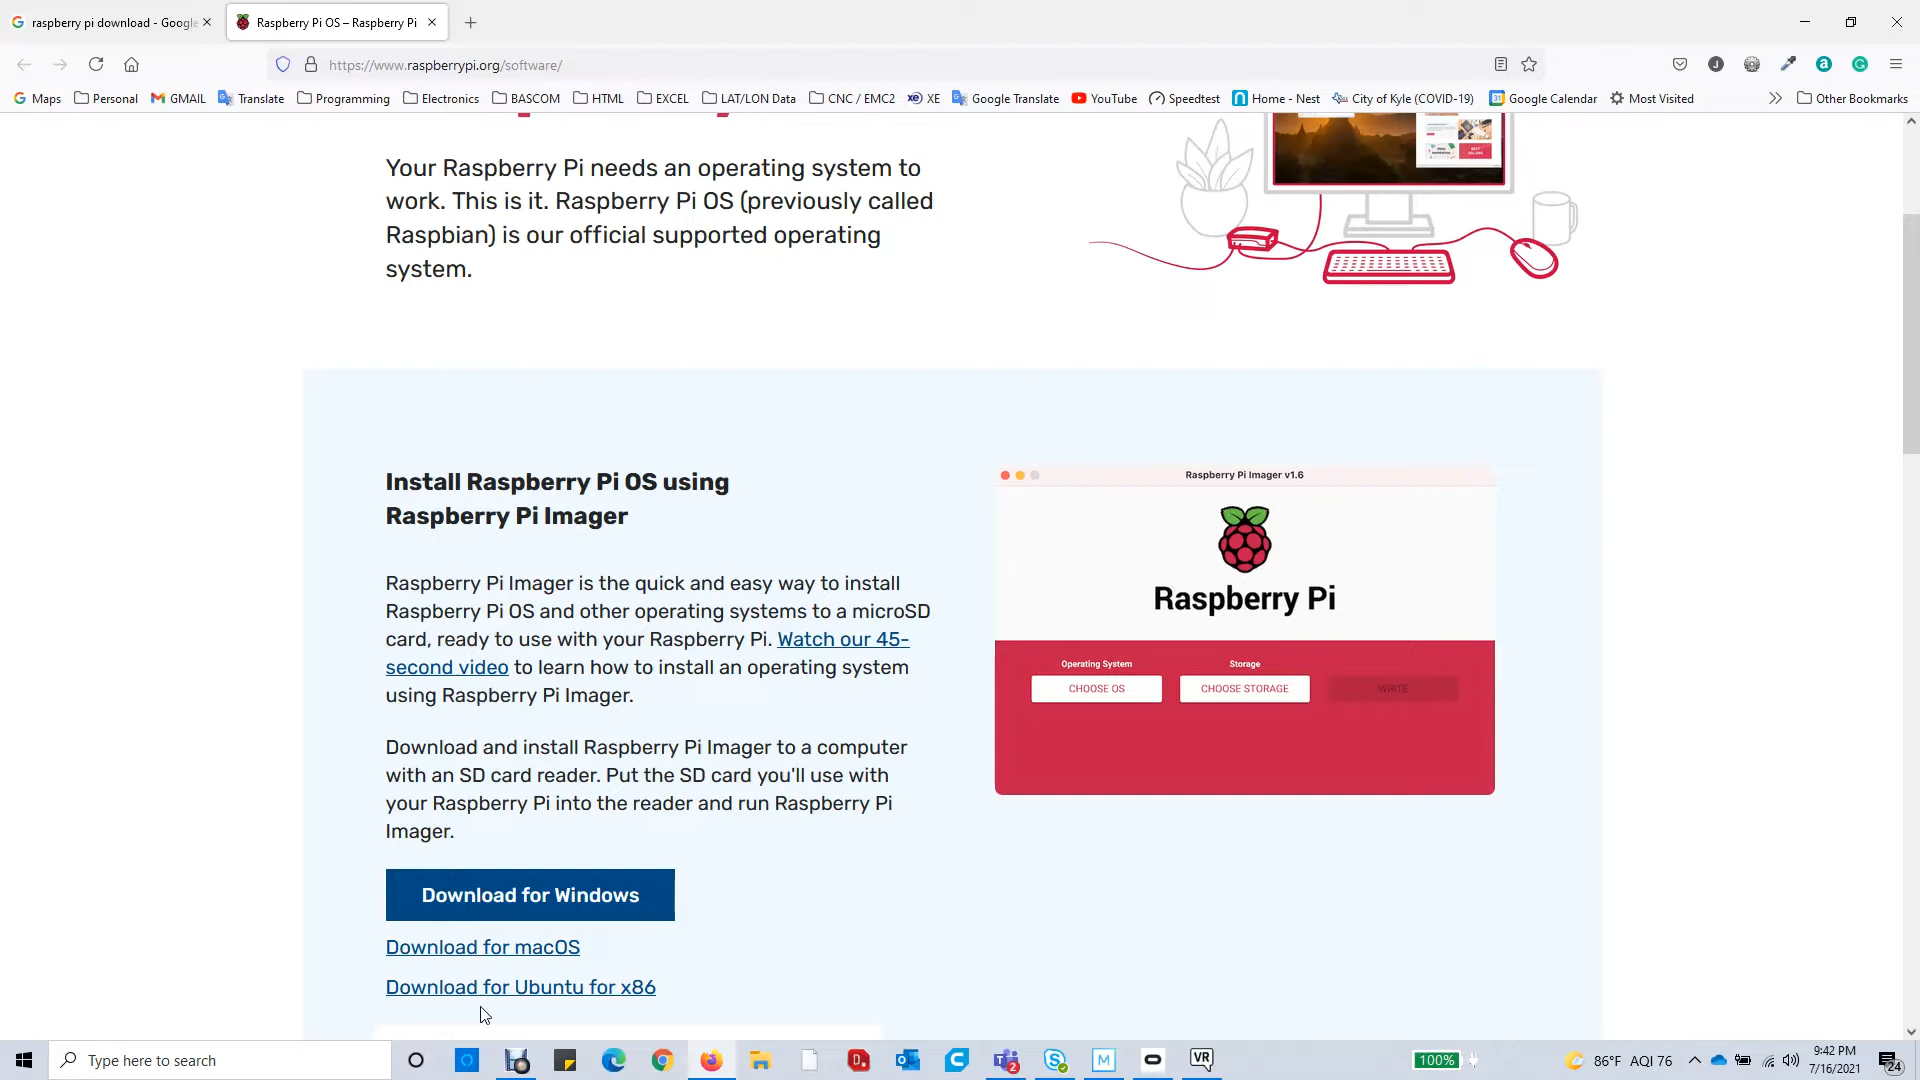 raspberry pi download - Google
Raspberry Pi OS – Raspberry Pi
https://www.raspberrypi.org/software/
Maps Personal GMAIL Translate Programming Electronics BASCOM HTML EXCEL LAT/LON Data CNC / EMC2 XE Google Translate YouTube Speedtest Home - Nest City of Kyle (COVID-19) Google Calendar Most Visited Other Bookmarks
Your Raspberry Pi needs an operating system to
work. This is it. Raspberry Pi OS (previously called
Raspbian) is our official supported operating
system.
Install Raspberry Pi OS using
Raspberry Pi Imager
Raspberry Pi Imager is the quick and easy way to install
Raspberry Pi OS and other operating systems to a microSD
card, ready to use with your Raspberry Pi. Watch our 45-
second video to learn how to install an operating system
using Raspberry Pi Imager.
Download and install Raspberry Pi Imager to a computer
with an SD card reader. Put the SD card you'll use with
your Raspberry Pi into the reader and run Raspberry Pi
Imager.
Download for Windows
Download for macOS
Download for Ubuntu for x86
Raspberry Pi Imager v1.6
Raspberry Pi
Operating System Storage
CHOOSE OS CHOOSE STORAGE WRITE
Type here to search
VR
100%
86°F AQI 76
9:42 PM
7/16/2021
24